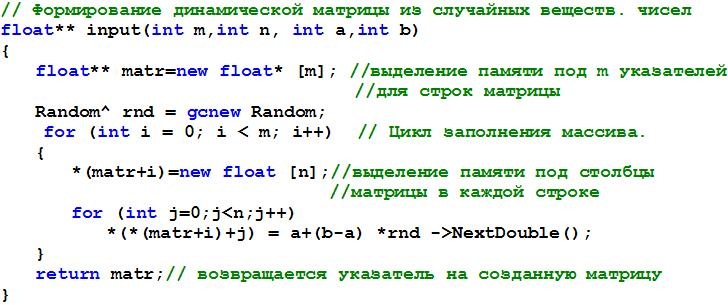 // Формирование динамической матрицы из случайных веществ. чисел
float** input(int m,int n, int a,int b)
{
float** matr=new float* [m]; //выделение памяти под m указателей
//для строк матрицы
Random^ rnd = gcnew Random;
for (int i = 0; i < m; i++) // Цикл заполнения массива.
{
*(matr+i)=new float [n];//выделение памяти под столбцы
//матрицы в каждой строке
for (int j=0;j<n;j++)
*(*(matr+i)+j) = a+(b-a) *rnd ->NextDouble();
}
return matr;// возвращается указатель на созданную матрицу
}